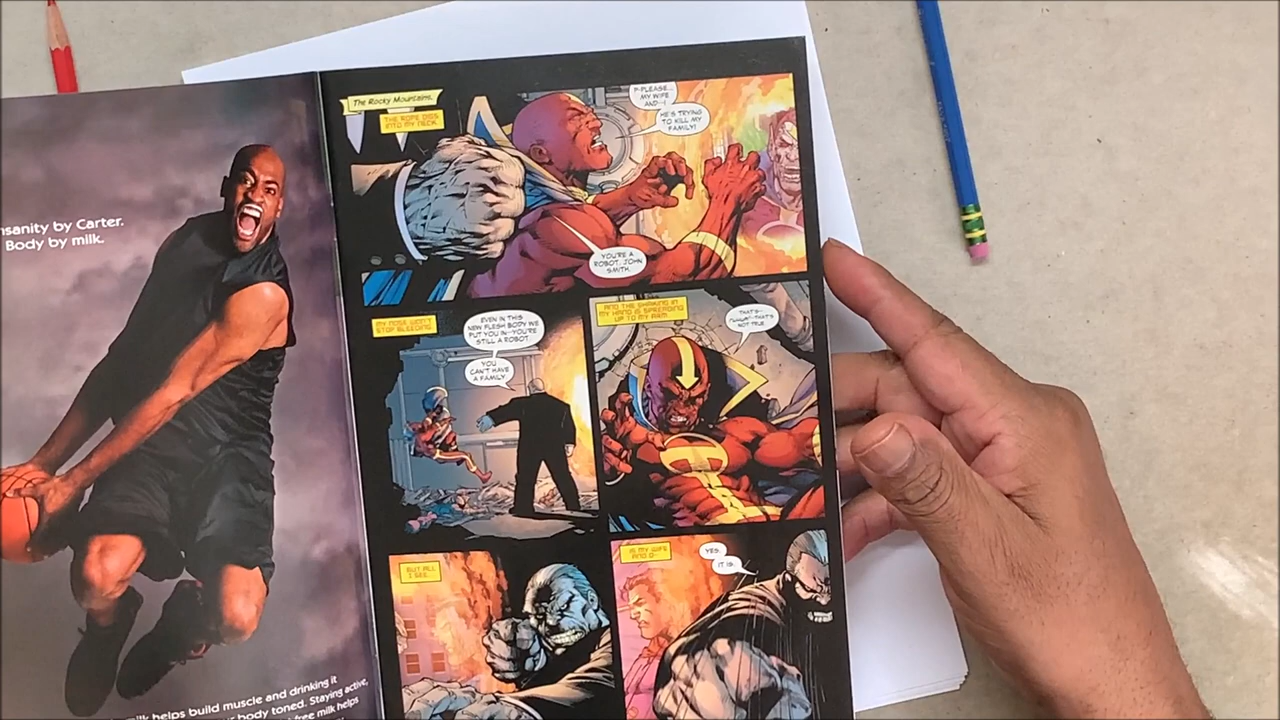 nsanity by Carter.
Body by milk.
ilk helps build muscle and drinking it
ur body toned. Staying active,
free milk helps
The Rocky Mountains.
THE ROPE DIGS
INTO MY NECK
P-PLEASE...
MY WIFE
AND--!
HE'S TRYING
TO KILL MY
FAMILY!
YOU'RE A
ROBOT, JOHN
SMITH.
MY NOSE WON'T
STOP BLEEDING.
EVEN IN THIS
NEW FLESH BODY WE
PUT YOU IN--YOU'RE
STILL A ROBOT.
YOU
CAN'T HAVE
A FAMILY.
AND THE SHAKING IN
MY HAND IS SPREADING
UP TO MY ARM.
THAT'S--
THAT'S
NOT TRUE
BUT ALL
I SEE...
IS MY WIFE
AND D--
YES.
IT IS.